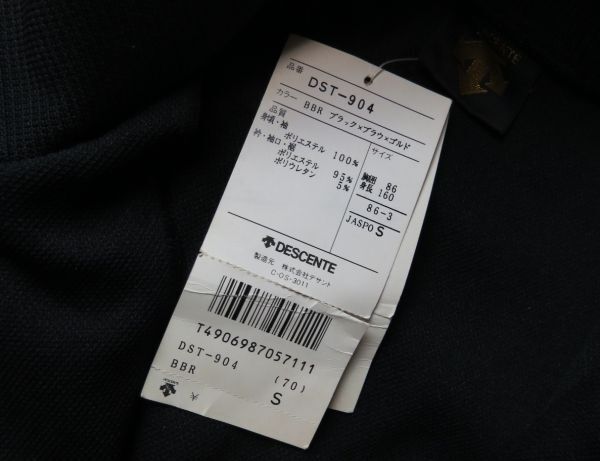 品番 DST-904
カラー BBR ブラック×ブラウ×ゴルド
品質
身頃・袖
ポリエステル 100%
衿・袖口・裾
ポリエステル 95%
ポリウレタン 5%
サイズ
胸囲 86
身長 160
86-3
JASPO S
DESCENTE
製造元 株式会社デサント
C-OS-3011
T4906987057111
DST-904
BBR (70)
大 S
DESCENTE